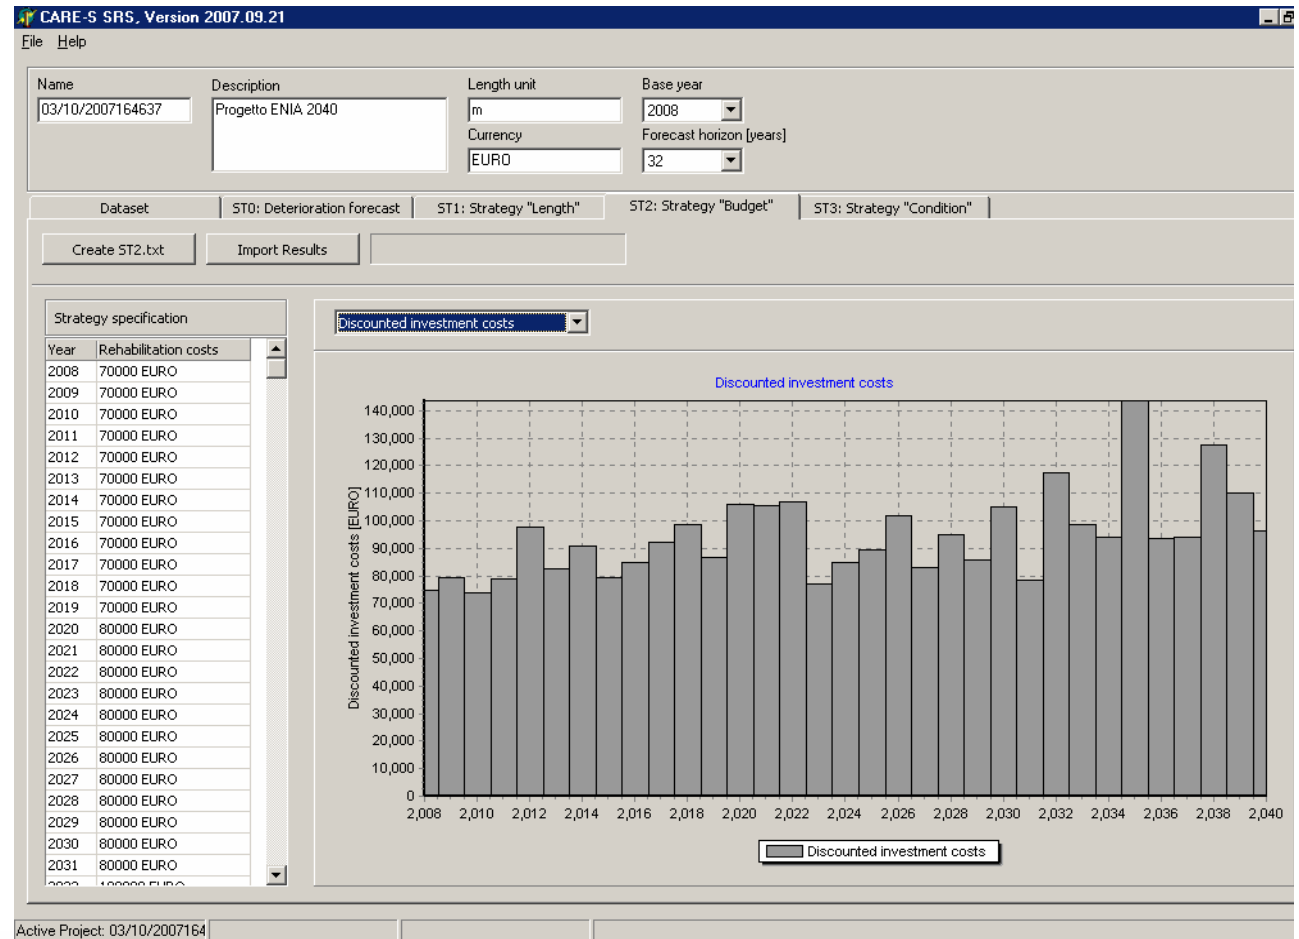 CARE-S SRS, Version 2007.09.21
File Help
Name Description Length unit Base year
03/10/2007164637 Progetto ENIA 2040 m 2008
Currency Forecast horizon [years]
EURO 32
Dataset ST0: Deterioration forecast ST1: Strategy "Length" ST2: Strategy "Budget" ST3: Strategy "Condition"
Create ST2.txt Import Results
Strategy specification
Year Rehabilitation costs
2008 70000 EURO
2009 70000 EURO
2010 70000 EURO
2011 70000 EURO
2012 70000 EURO
2013 70000 EURO
2014 70000 EURO
2015 70000 EURO
2016 70000 EURO
2017 70000 EURO
2018 70000 EURO
2019 70000 EURO
2020 80000 EURO
2021 80000 EURO
2022 80000 EURO
2023 80000 EURO
2024 80000 EURO
2025 80000 EURO
2026 80000 EURO
2027 80000 EURO
2028 80000 EURO
2029 80000 EURO
2030 80000 EURO
2031 80000 EURO
Discounted investment costs
Discounted investment costs
Discounted investment costs [EURO]
140,000
130,000
120,000
110,000
100,000
90,000
80,000
70,000
60,000
50,000
40,000
30,000
20,000
10,000
0
2,008 2,010 2,012 2,014 2,016 2,018 2,020 2,022 2,024 2,026 2,028 2,030 2,032 2,034 2,036 2,038 2,040
Discounted investment costs
Active Project: 03/10/2007164